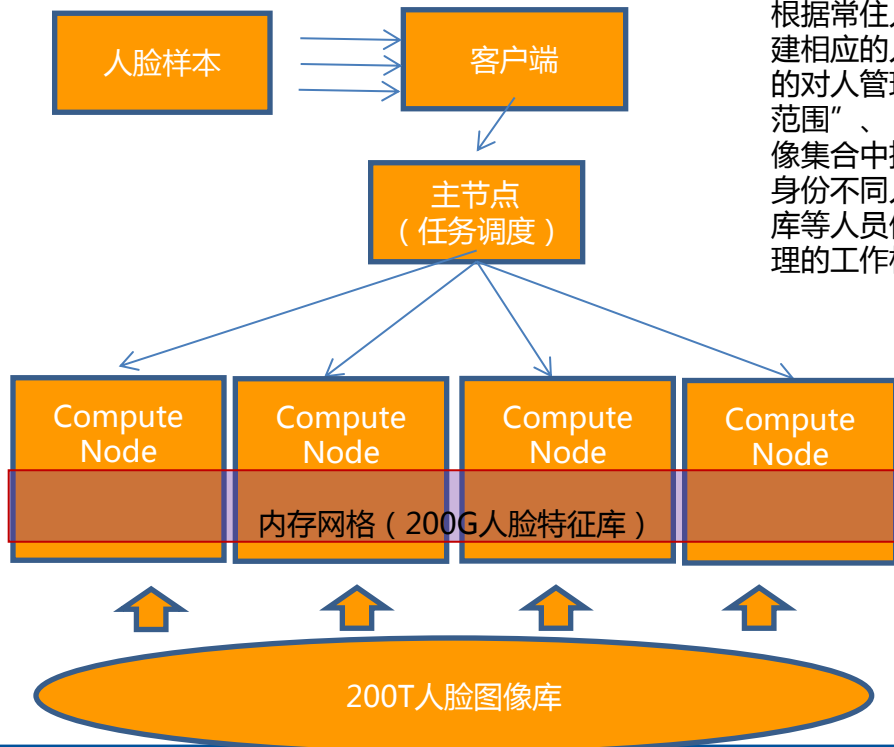 人脸样本
客户端
根据常住
建相应的
的对人管
范围”、
像集合中
身份不同
库等人员
理的工作
主节点
（任务调度）
Compute
Node
Compute
Node
Compute
Node
Compute
Node
内存网格（200G人脸特征库）
200T人脸图像库